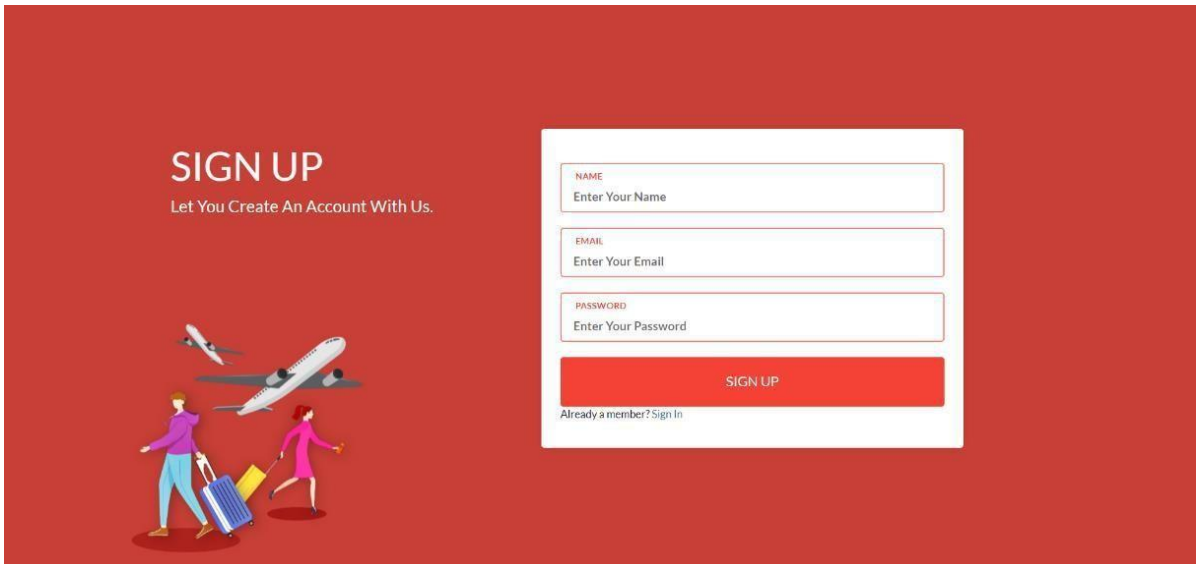 SIGN UP
Let You Create An Account With Us.
NAME
Enter Your Name
EMAIL
Enter Your Email
PASSWORD
Enter Your Password
SIGN UP
Already a member? Sign In